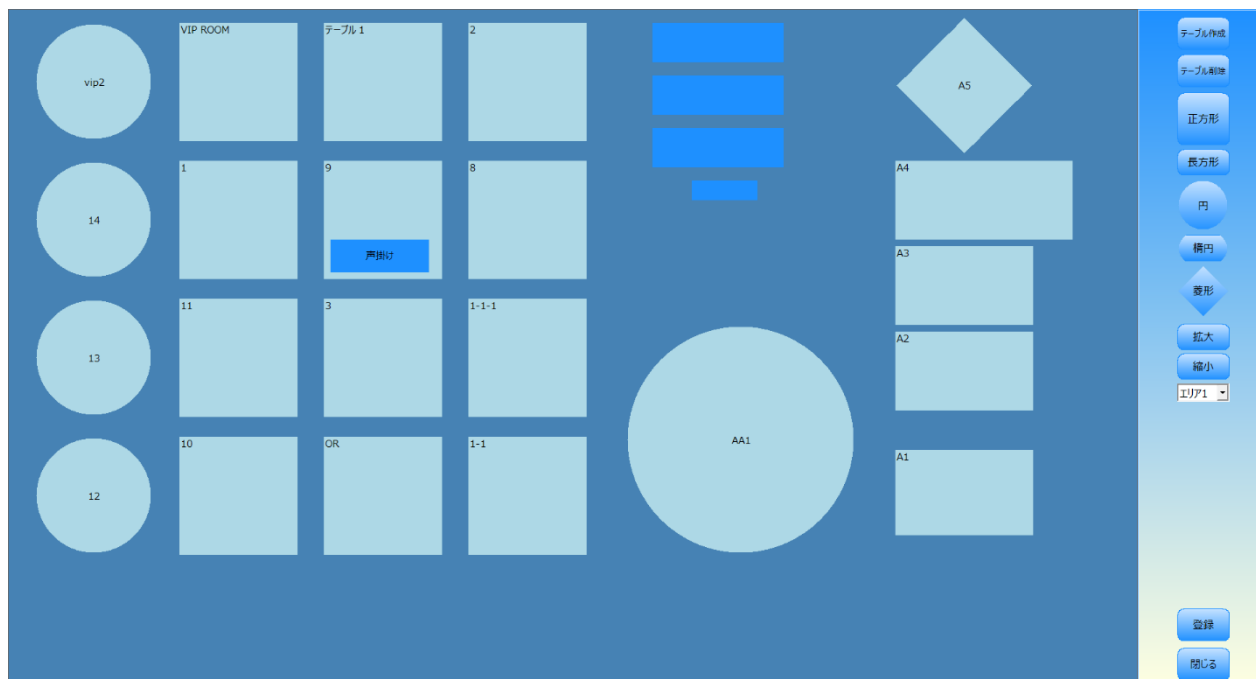 vip2
VIP ROOM
テーブル 1
2
A5
14
1
9
声掛け
8
A4
A3
13
11
3
1-1-1
A2
AA1
12
10
OR
1-1
A1
テーブル作成
テーブル削除
正方形
長方形
円
楕円
菱形
拡大
縮小
エリア1
登録
閉じる